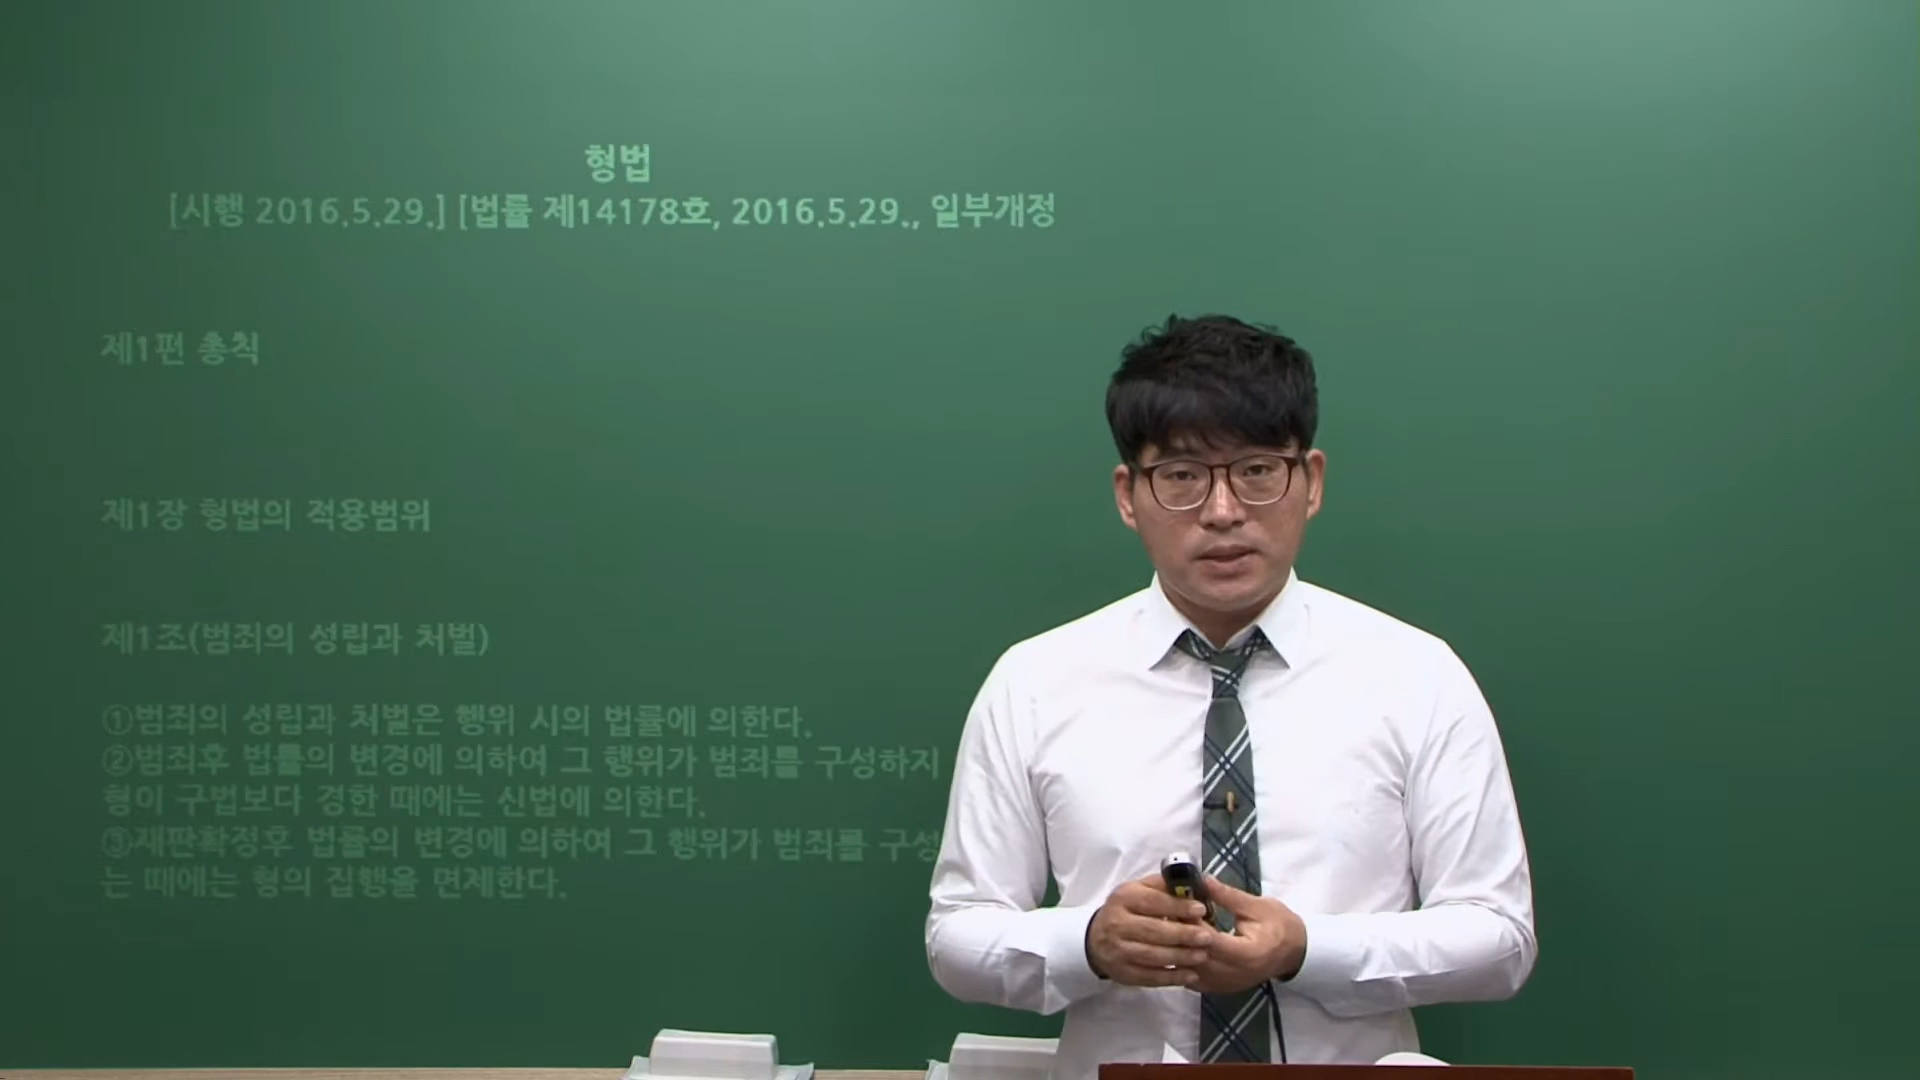 형법
[시행 2016.5.29.] [법률 제14178호, 2016.5.29., 일부개정
제1편 총칙
제1장 형법의 적용범위
제1조(범죄의 성립과 처벌)
①범죄의 성립과 처벌은 행위 시의 법률에 의한다.
②범죄후 법률의 변경에 의하여 그 행위가 범죄를 구성하지
형이 구법보다 경한 때에는 신법에 의한다.
③재판확정후 법률의 변경에 의하여 그 행위가 범죄를 구성
는 때에는 형의 집행을 면제한다.